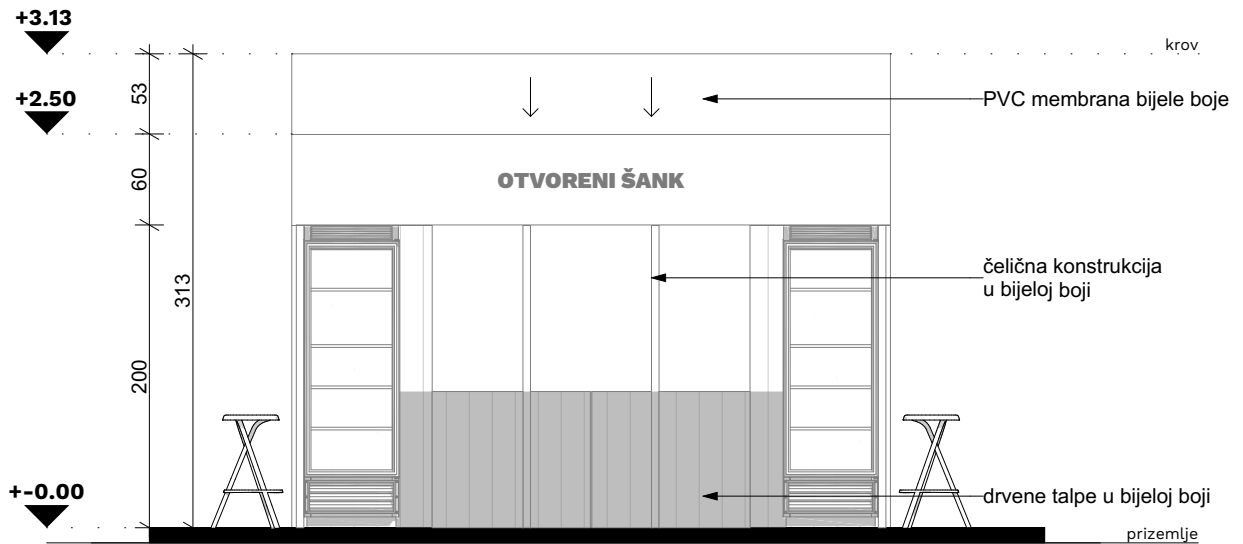 +3.13
krov
53
PVC membrana bijele boje
+2.50
60
OTVORENI ŠANK
čelična konstrukcija
u bijeloj boji
313
200
+-0.00
drvene talpe u bijeloj boji
prizemlje